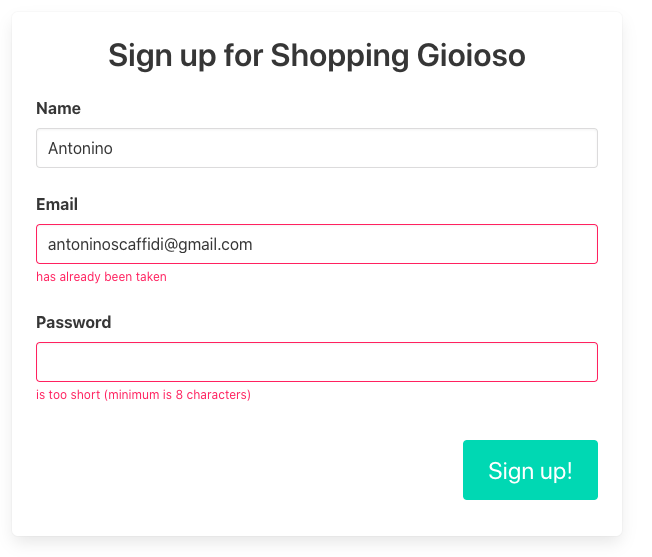 Sign up for Shopping Gioioso
Name
Antonino
Email
antoninoscaffidi@gmail.com
has already been taken
Password
is too short (minimum is 8 characters)
Sign up!